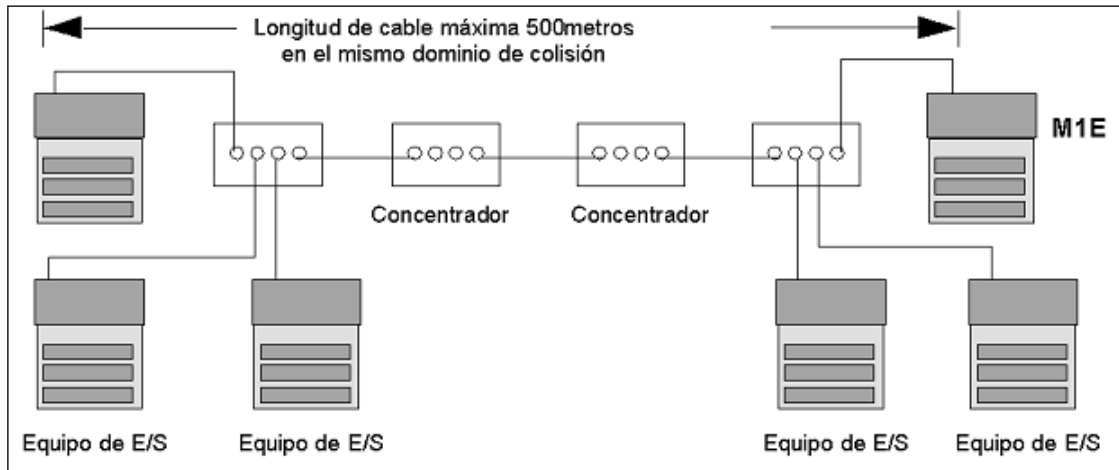 Longitud de cable máxima 500metros
en el mismo dominio de colisión
M1E
Concentrador
Concentrador
Equipo de E/S
Equipo de E/S
Equipo de E/S
Equipo de E/S